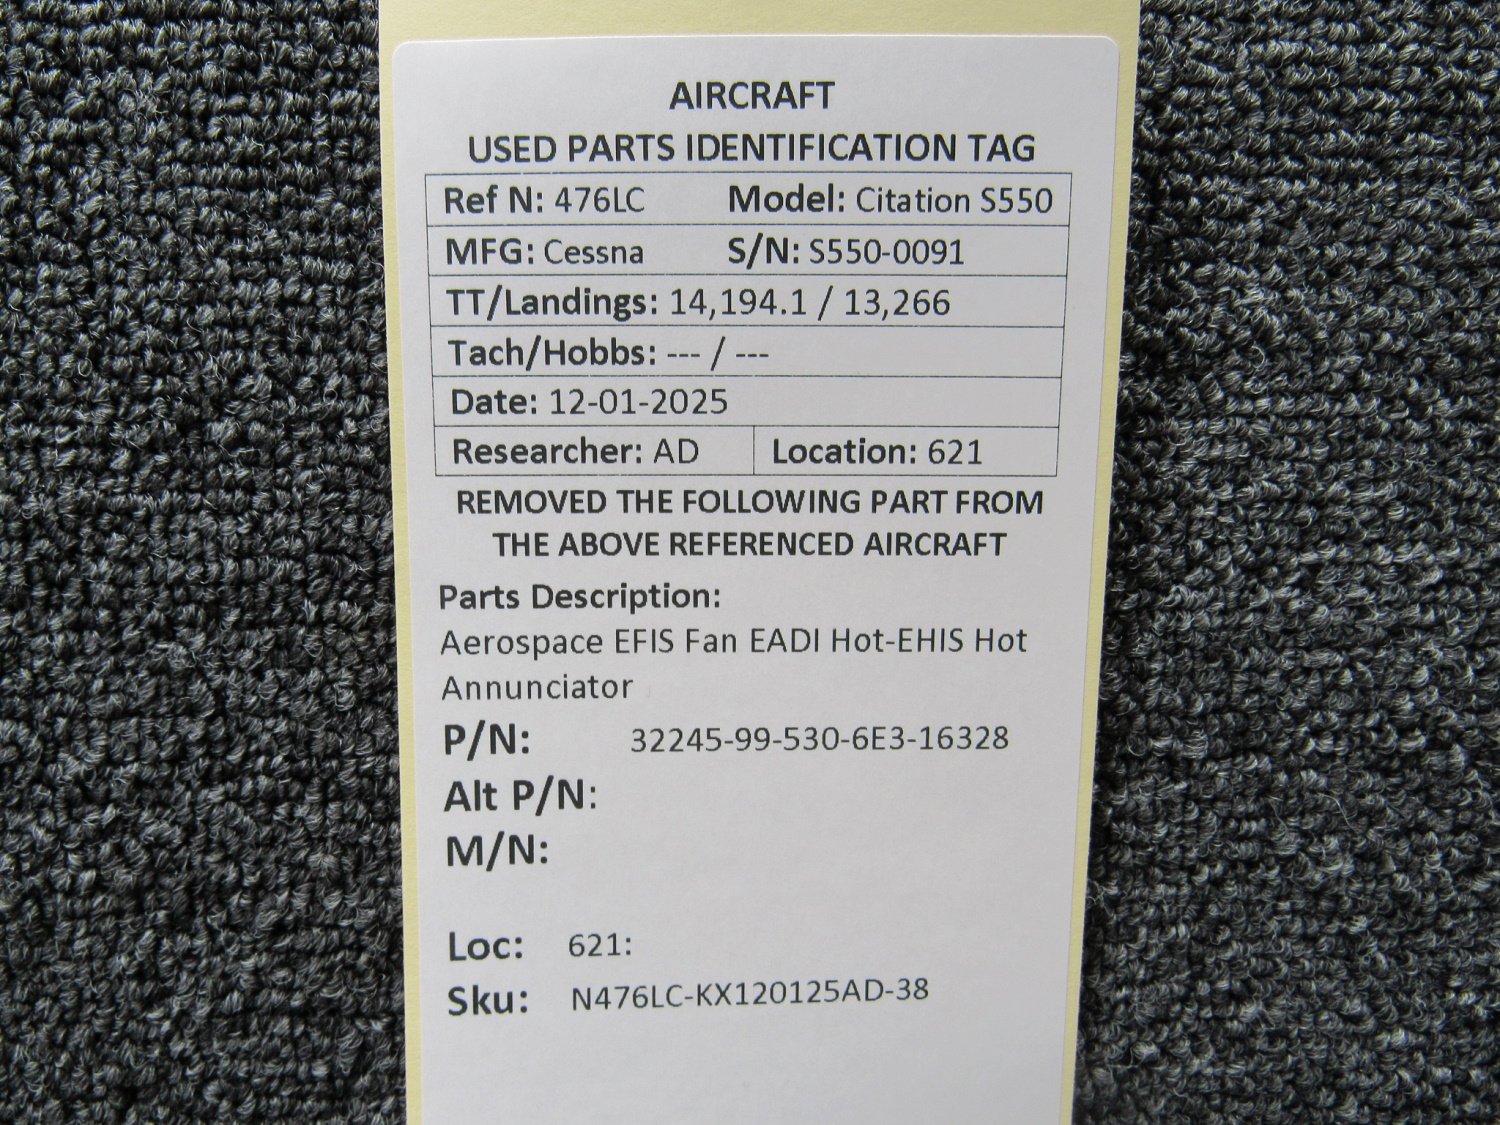 AIRCRAFT
USED PARTS IDENTIFICATION TAG
Ref N: 476LC Model: Citation S550
MFG: Cessna S/N: S550-0091
TT/Landings: 14,194.1 / 13,266
Tach/Hobbs: --- / ---
Date: 12-01-2025
Researcher: AD Location: 621
REMOVED THE FOLLOWING PART FROM
THE ABOVE REFERENCED AIRCRAFT
Parts Description:
Aerospace EFIS Fan EADI Hot-EHIS Hot
Annunciator
P/N: 32245-99-530-6E3-16328
Alt P/N:
M/N:
Loc: 621:
Sku: N476LC-KX120125AD-38